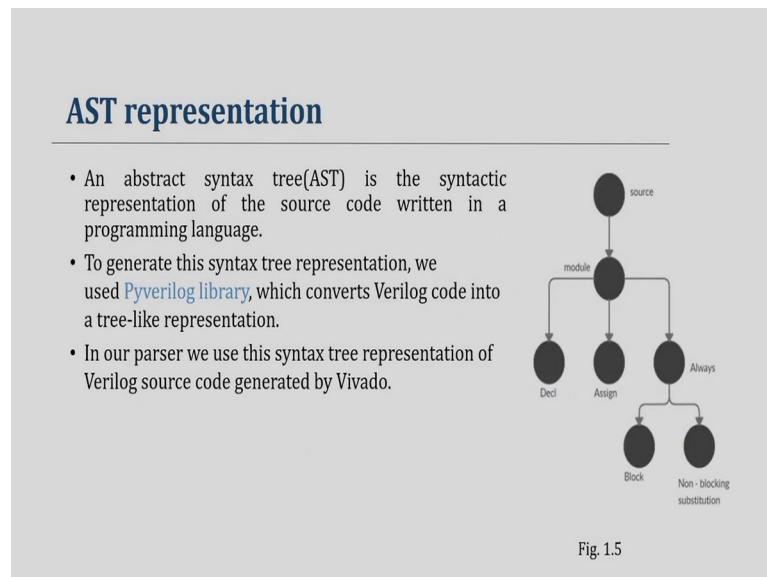 AST representation
• An abstract syntax tree(AST) is the syntactic
representation of the source code written in a
programming language.
• To generate this syntax tree representation, we
used Pyverilog library, which converts Verilog code into
a tree-like representation.
• In our parser we use this syntax tree representation of
Verilog source code generated by Vivado.
source
module
Decl
Assign
Always
Block
Non - blocking
substitution
Fig. 1.5